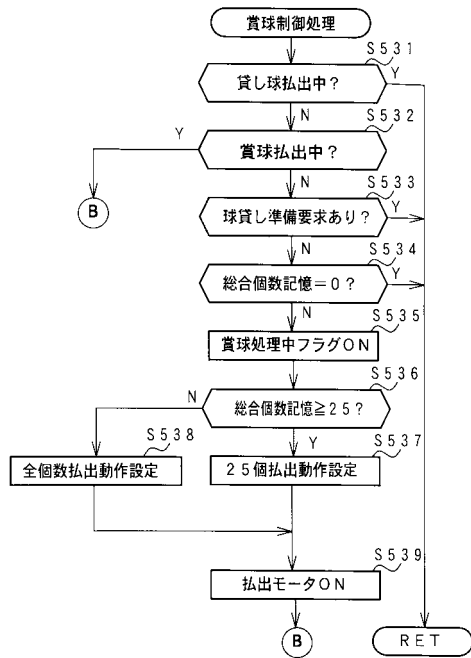 賞球制御処理
S531
貸し球払出中?
Y
N
S532
賞球払出中?
Y
N
B
S533
球貸し準備要求あり?
Y
N
S534
総合個数記憶=0?
Y
N
S535
賞球処理中フラグON
S536
総合個数記憶≧25?
N
Y
S538
全個数払出動作設定
S537
25個払出動作設定
S539
払出モータON
B
RET